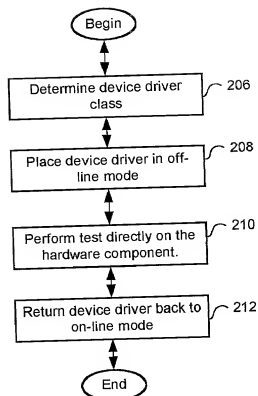 Begin
Determine device driver
class
206
Place device driver in off-
line mode
208
Perform test directly on the
hardware component.
210
Return device driver back to
on-line mode
212
End